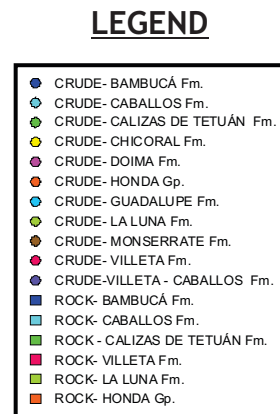 LEGEND
CRUDE- BAMBUCÁ Fm.
CRUDE- CABALLOS Fm.
CRUDE- CALIZAS DE TETUÁN Fm.
CRUDE- CHICORAL Fm.
CRUDE- DOIMA Fm.
CRUDE- HONDA Gp.
CRUDE- GUADALUPE Fm.
CRUDE- LA LUNA Fm.
CRUDE- MONSERRATE Fm.
CRUDE- VILLETA Fm.
CRUDE-VILLETA - CABALLOS Fm.
ROCK- BAMBUCÁ Fm.
ROCK- CABALLOS Fm.
ROCK - CALIZAS DE TETUÁN Fm.
ROCK- VILLETA Fm.
ROCK- LA LUNA Fm.
ROCK- HONDA Gp.